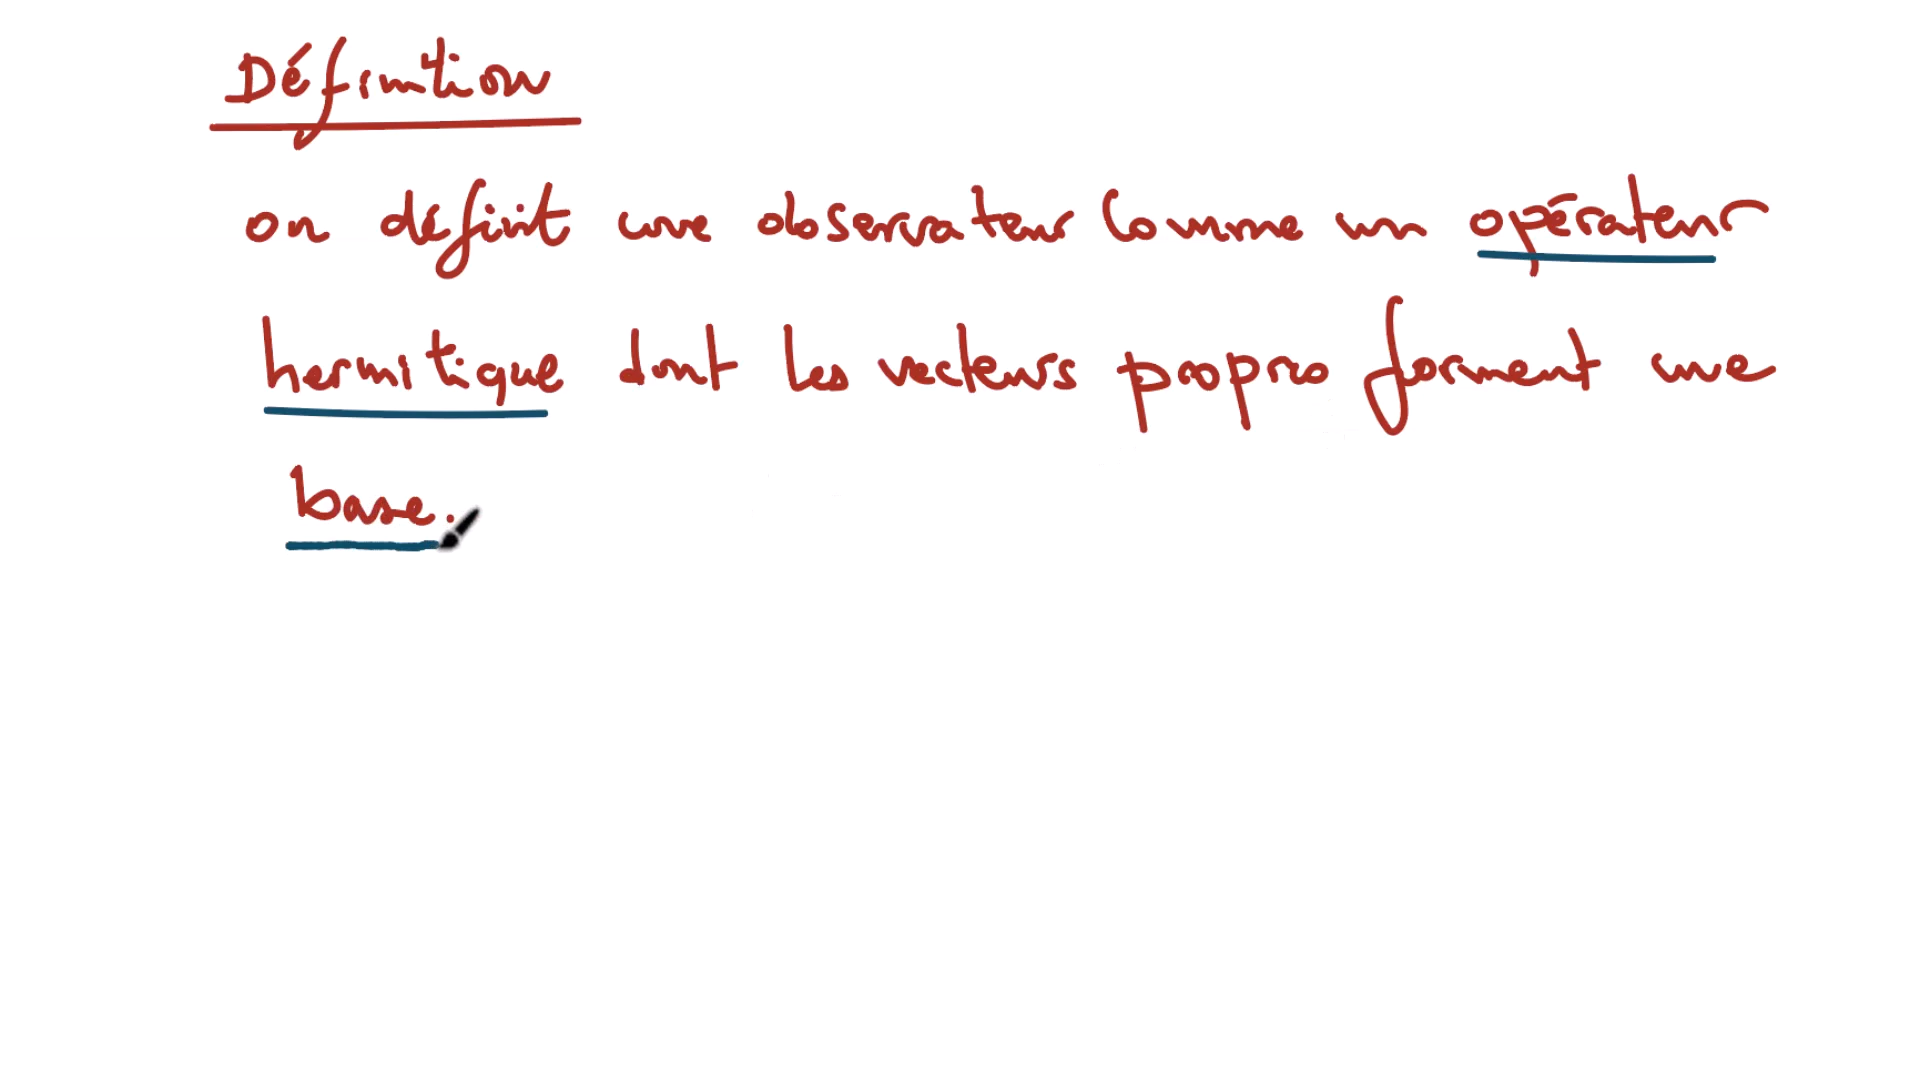 Définition
on définit une observateur comme un opérateur
hermitique dont les vecteurs propres forment une
base.